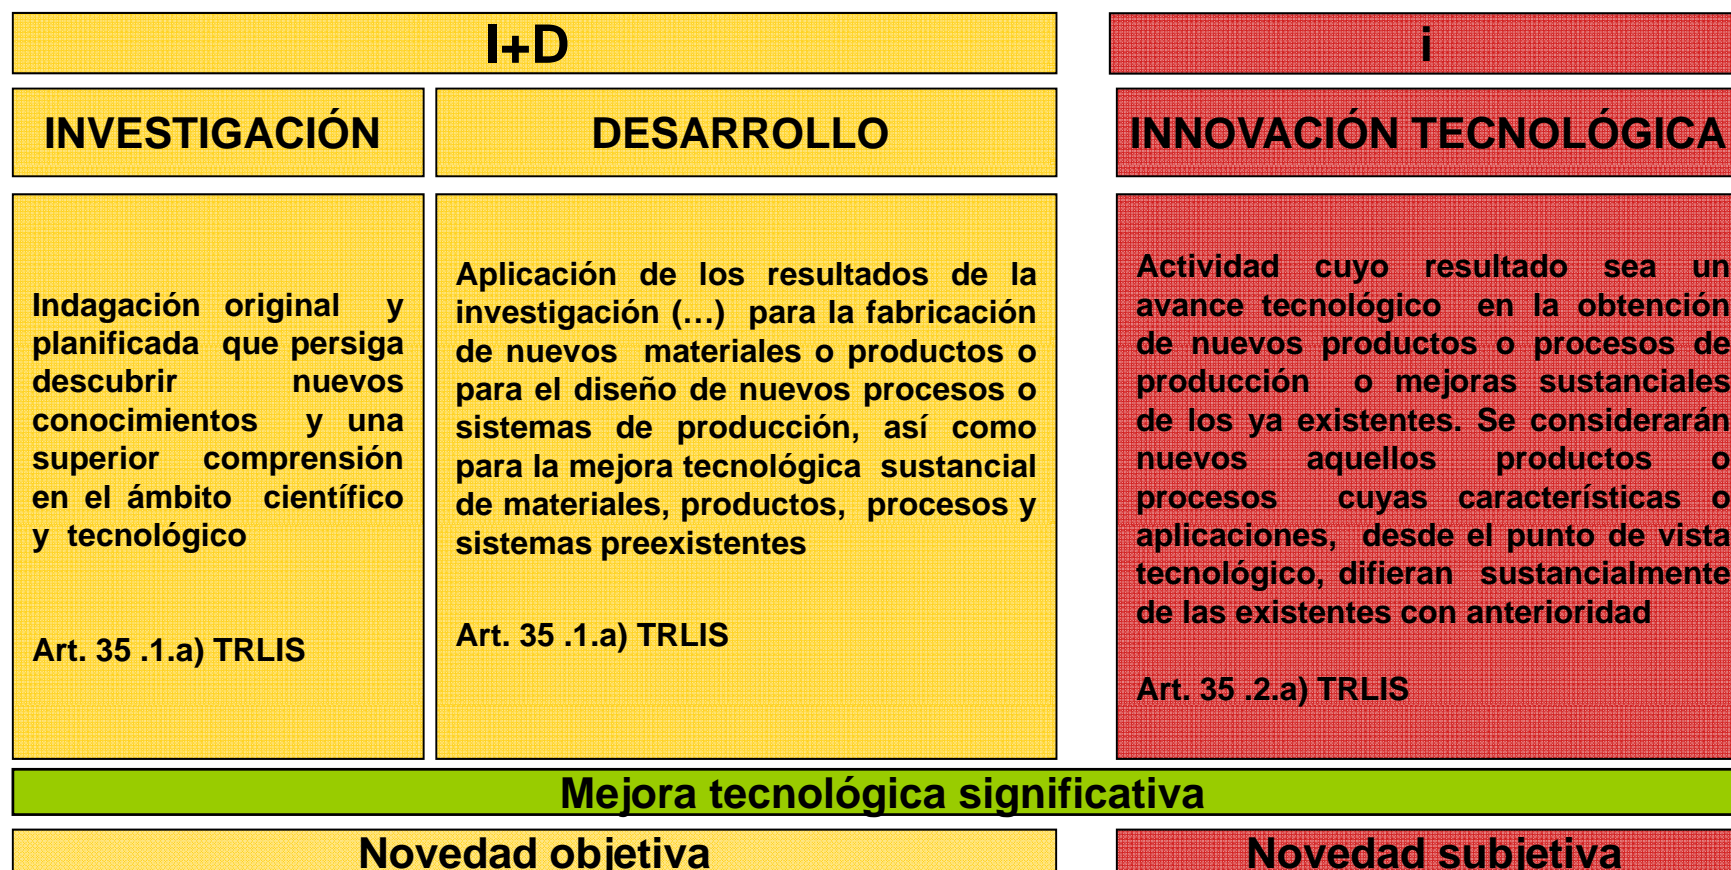 I+D
i
INVESTIGACIÓN
DESARROLLO
INNOVACIÓN TECNOLÓGICA
Indagación original y
planificada que persiga
descubrir nuevos
conocimientos y una
superior comprensión
en el ámbito científico
y tecnológico
Art. 35 .1.a) TRLIS
Aplicación de los resultados de la
investigación (…) para la fabricación
de nuevos materiales o productos o
para el diseño de nuevos procesos o
sistemas de producción, así como
para la mejora tecnológica sustancial
de materiales, productos, procesos y
sistemas preexistentes
Art. 35 .1.a) TRLIS
Actividad cuyo resultado sea un
avance tecnológico en la obtención
de nuevos productos o procesos de
producción o mejoras sustanciales
de los ya existentes. Se considerarán
nuevos aquellos productos o
procesos cuyas características o
aplicaciones, desde el punto de vista
tecnológico, difieran sustancialmente
de las existentes con anterioridad
Art. 35 .2.a) TRLIS
Mejora tecnológica significativa
Novedad objetiva
Novedad subjetiva